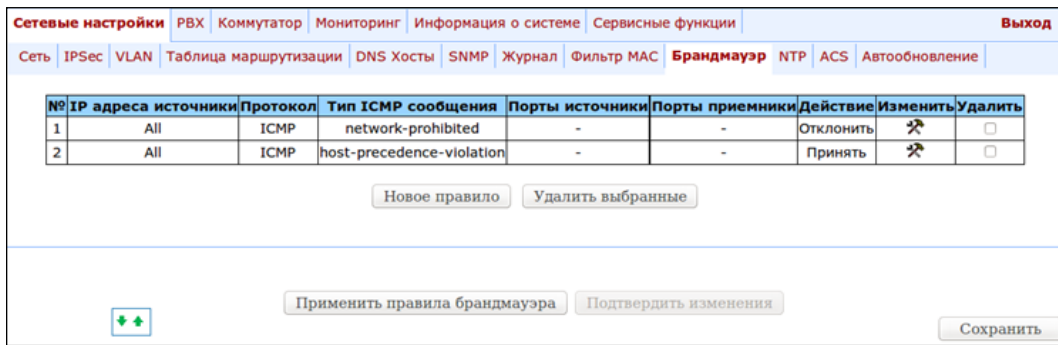 Сетевые настройки PBX Коммутатор Мониторинг Информация о системе Сервисные функции Выход
Сеть IPSec VLAN Таблица маршрутизации DNS Хосты SNMP Журнал Фильтр MAC Брандмауэр NTP ACS Автообновление
№ IP адреса источники Протокол Тип ICMP сообщения Порты источники Порты приемники Действие Изменить Удалить
1 All ICMP network-prohibited - - Отклонить
2 All ICMP host-precedence-violation - - Принять
Новое правило Удалить выбранные
Применить правила брандмауэра Подтвердить изменения
Сохранить